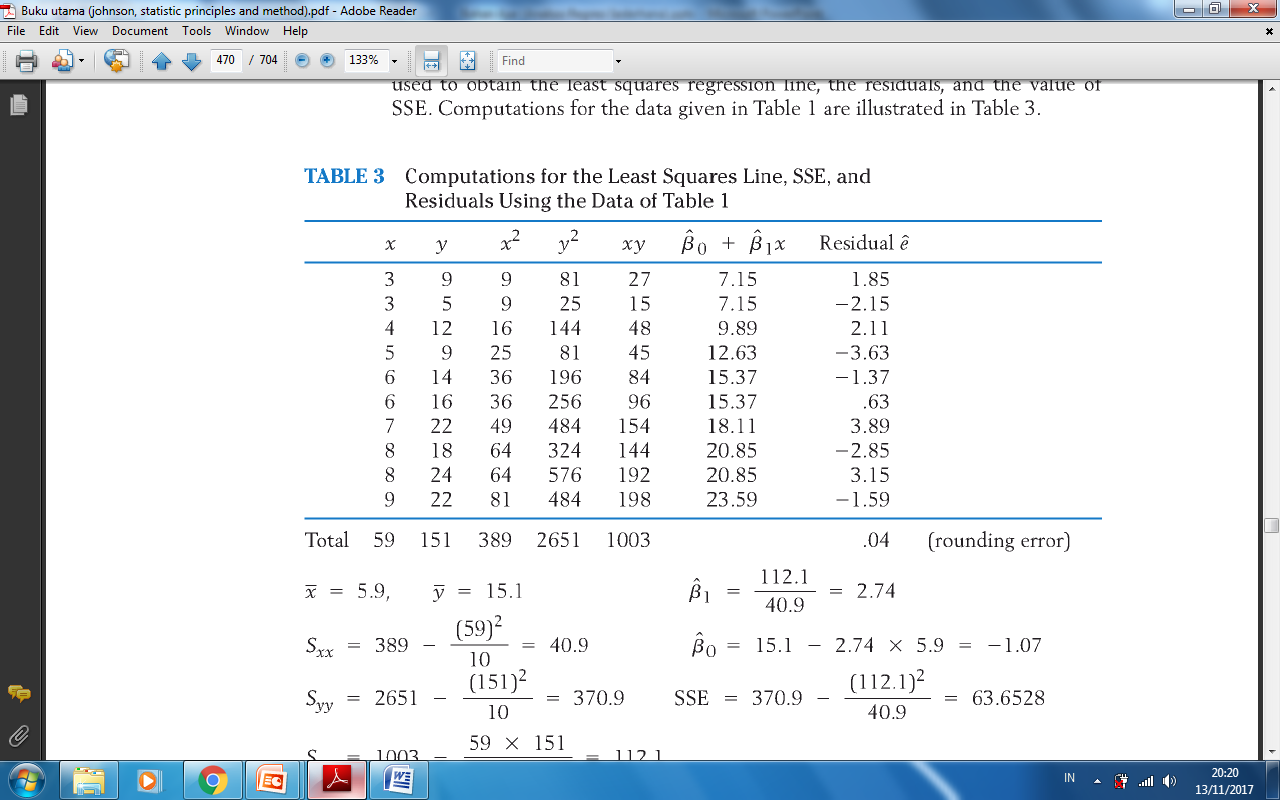 Buku utama (johnson, statistic principles and method).pdf - Adobe Reader
File Edit View Document Tools Window Help
470 / 704 133% Find
used to obtain the least squares regression line, the residuals, and the value of
SSE. Computations for the data given in Table 1 are illustrated in Table 3.
TABLE 3 Computations for the Least Squares Line, SSE, and
Residuals Using the Data of Table 1
x y x² y² xy β̂₀ + β̂₁x Residual ê
3 9 9 81 27 7.15 1.85
3 5 9 25 15 7.15 −2.15
4 12 16 144 48 9.89 2.11
5 9 25 81 45 12.63 −3.63
6 14 36 196 84 15.37 −1.37
6 16 36 256 96 15.37 .63
7 22 49 484 154 18.11 3.89
8 18 64 324 144 20.85 −2.85
8 24 64 576 192 20.85 3.15
9 22 81 484 198 23.59 −1.59
Total 59 151 389 2651 1003 .04 (rounding error)
x̄ = 5.9, ȳ = 15.1 β̂₁ = 112.1/40.9 = 2.74
Sxx = 389 − (59)²/10 = 40.9 β̂₀ = 15.1 − 2.74 × 5.9 = −1.07
Syy = 2651 − (151)²/10 = 370.9 SSE = 370.9 − (112.1)²/40.9 = 63.6528
S = 1003 − 59 × 151 = 112.1
IN 20:20
13/11/2017